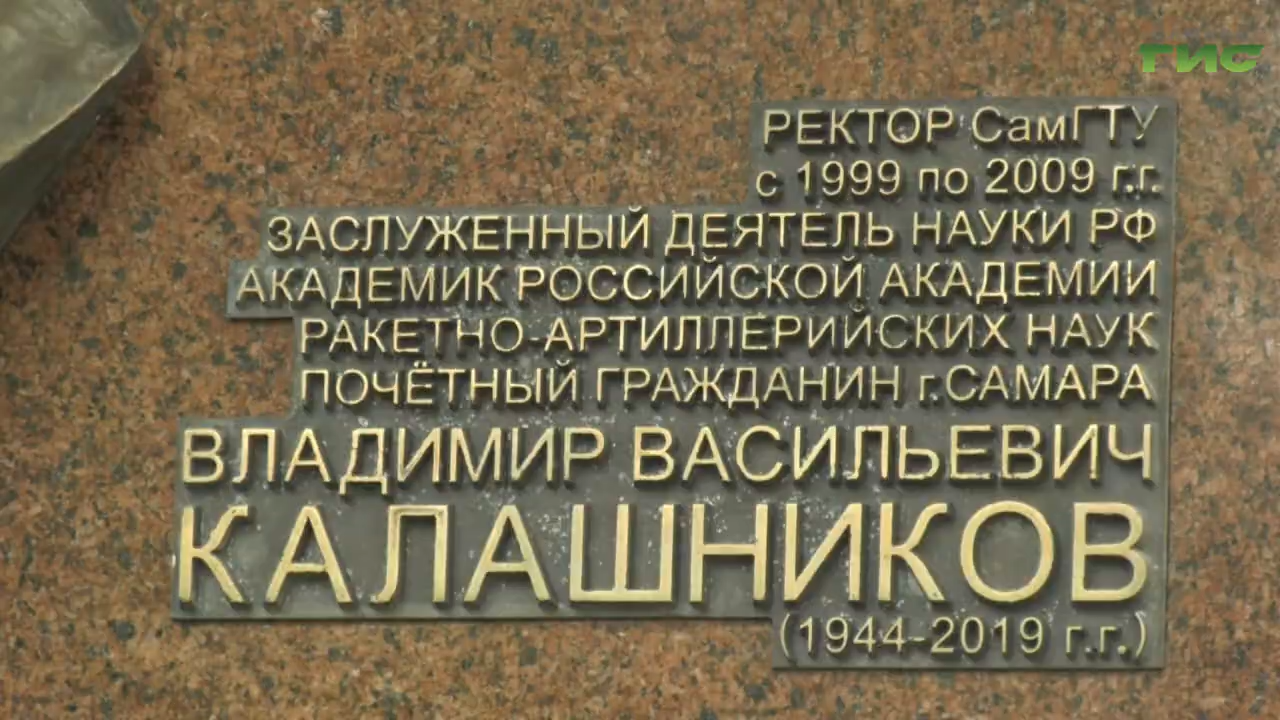 ГИС
РЕКТОР СамГТУ
с 1999 по 2009 г.г.
ЗАСЛУЖЕННЫЙ ДЕЯТЕЛЬ НАУКИ РФ
АКАДЕМИК РОССИЙСКОЙ АКАДЕМИИ
РАКЕТНО-АРТИЛЛЕРИЙСКИХ НАУК
ПОЧЁТНЫЙ ГРАЖДАНИН г.САМАРА
ВЛАДИМИР ВАСИЛЬЕВИЧ
КАЛАШНИКОВ
(1944-2019 г.г.)